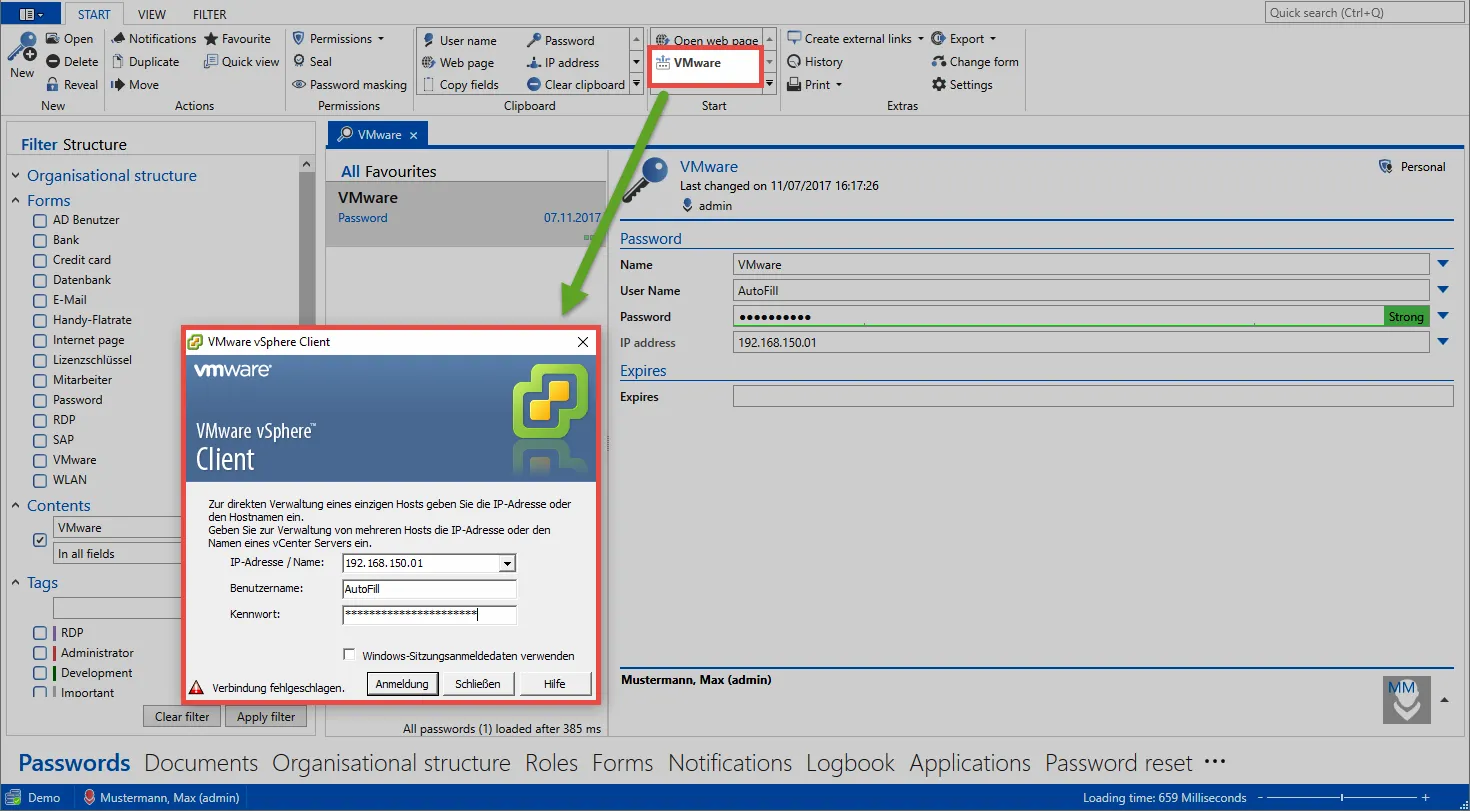 START VIEW FILTER
Quick search (Ctrl+Q)
New
Open
Delete
Reveal
New
Notifications Favourite
Duplicate Quick view
Move
Actions
Permissions
Seal
Password masking
Permissions
User name Password
Web page IP address
Copy fields Clear clipboard
Clipboard
Open web page
VMware
Start
Create external links Export
History Change form
Print Settings
Extras
Filter Structure
Organisational structure
Forms
AD Benutzer
Bank
Credit card
Datenbank
E-Mail
Handy-Flatrate
Internet page
Lizenzschlüssel
Mitarbeiter
Password
RDP
SAP
VMware
WLAN
Contents
VMware
In all fields
Tags
RDP
Administrator
Development
Important
Clear filter Apply filter
VMware
All Favourites
VMware
Password 07.11.2017
All passwords (1) loaded after 385 ms
VMware
Last changed on 11/07/2017 16:17:26
admin
Personal
Password
Name VMware
User Name AutoFill
Password ●●●●●●●●●● Strong
IP address 192.168.150.01
Expires
Expires
Mustermann, Max (admin)
MM
VMware vSphere Client
vmware
VMware vSphere™
Client
Zur direkten Verwaltung eines einzigen Hosts geben Sie die IP-Adresse oder
den Hostnamen ein.
Geben Sie zur Verwaltung von mehreren Hosts die IP-Adresse oder den
Namen eines vCenter Servers ein.
IP-Adresse / Name: 192.168.150.01
Benutzername: AutoFill
Kennwort: **********************
Windows-Sitzungsanmeldedaten verwenden
Verbindung fehlgeschlagen.
Anmeldung Schließen Hilfe
Passwords Documents Organisational structure Roles Forms Notifications Logbook Applications Password reset ···
Demo Mustermann, Max (admin)
Loading time: 659 Milliseconds